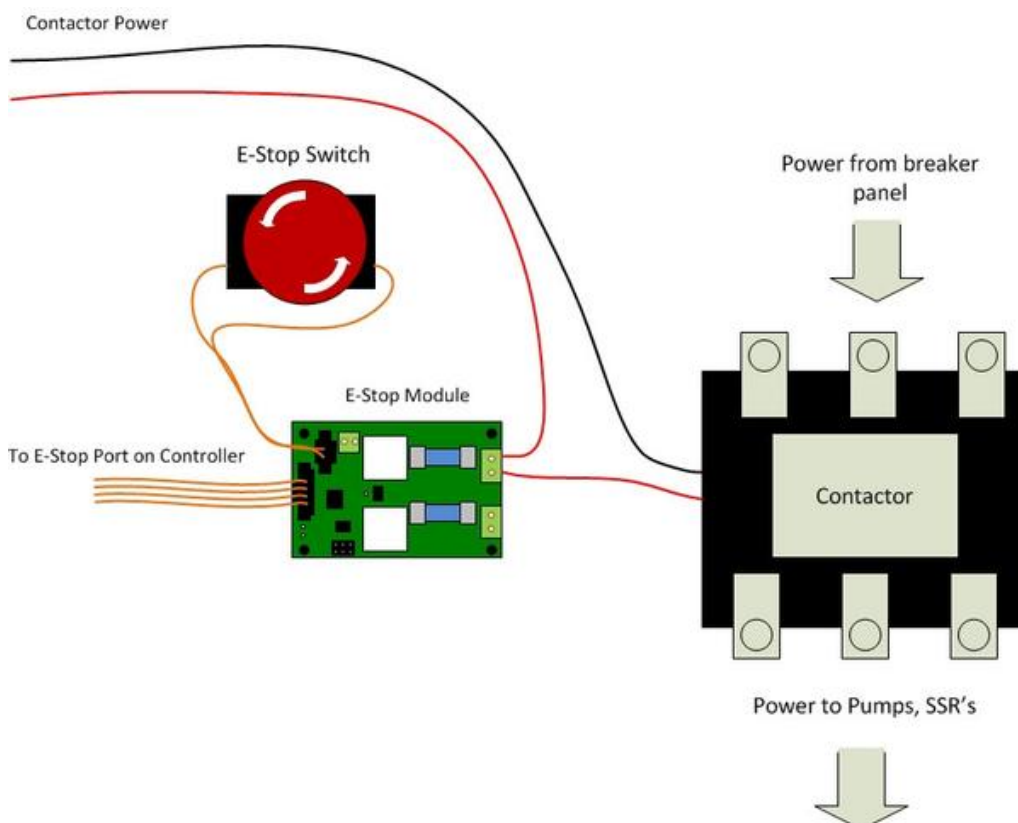 Contactor Power
E-Stop Switch
Power from breaker
panel
E-Stop Module
To E-Stop Port on Controller
Contactor
Power to Pumps, SSR's